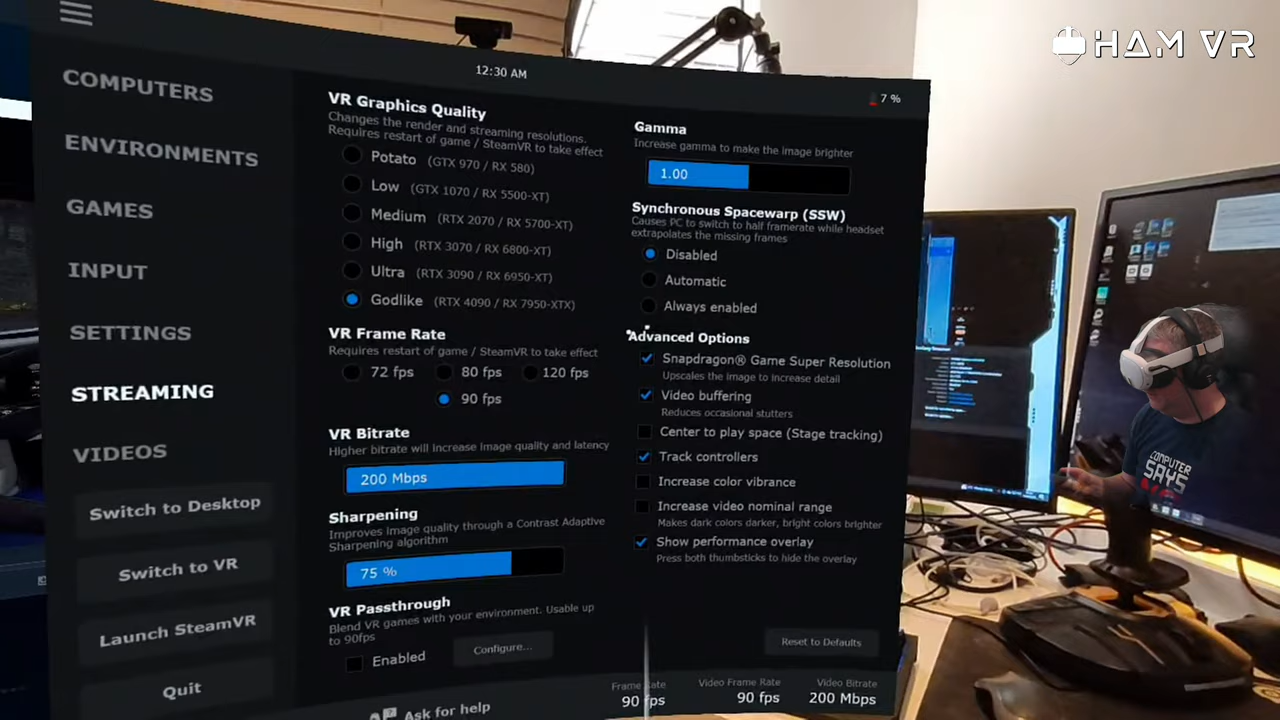 HAM VR
12:30 AM
7 %
COMPUTERS
ENVIRONMENTS
GAMES
INPUT
SETTINGS
STREAMING
VIDEOS
Switch to Desktop
Switch to VR
Launch SteamVR
Quit
VR Graphics Quality
Changes the render and streaming resolutions.
Requires restart of game / SteamVR to take effect
Potato (GTX 970 / RX 580)
Low (GTX 1070 / RX 5500-XT)
Medium (RTX 2070 / RX 5700-XT)
High (RTX 3070 / RX 6800-XT)
Ultra (RTX 3090 / RX 6950-XT)
Godlike (RTX 4090 / RX 7950-XTX)
VR Frame Rate
Requires restart of game / SteamVR to take effect
72 fps 80 fps 120 fps
90 fps
VR Bitrate
Higher bitrate will increase image quality and latency
200 Mbps
Sharpening
Improves image quality through a Contrast Adaptive
Sharpening algorithm
75 %
VR Passthrough
Blend VR games with your environment. Usable up
to 90fps
Enabled
Configure...
Ask for help
Gamma
Increase gamma to make the image brighter
1.00
Synchronous Spacewarp (SSW)
Causes PC to switch to half framerate while headset
extrapolates the missing frames
Disabled
Automatic
Always enabled
Advanced Options
Snapdragon® Game Super Resolution
Upscales the image to increase detail
Video buffering
Reduces occasional stutters
Center to play space (Stage tracking)
Track controllers
Increase color vibrance
Increase video nominal range
Makes dark colors darker, bright colors brighter
Show performance overlay
Press both thumbsticks to hide the overlay
Reset to Defaults
Frame Rate Video Frame Rate Video Bitrate
90 fps 90 fps 200 Mbps
COMPUTER
SAYS